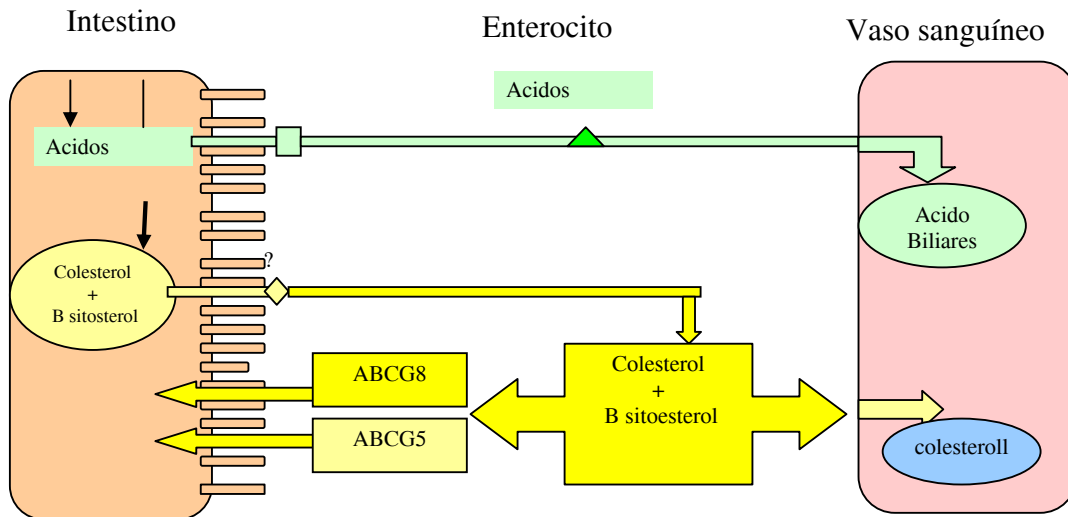 Intestino
Enterocito
Vaso sanguíneo
Acidos
Acidos
Acido
Biliares
?
Colesterol
+
B sitosterol
ABCG8
ABCG5
Colesterol
+
B sitoesterol
colesteroll